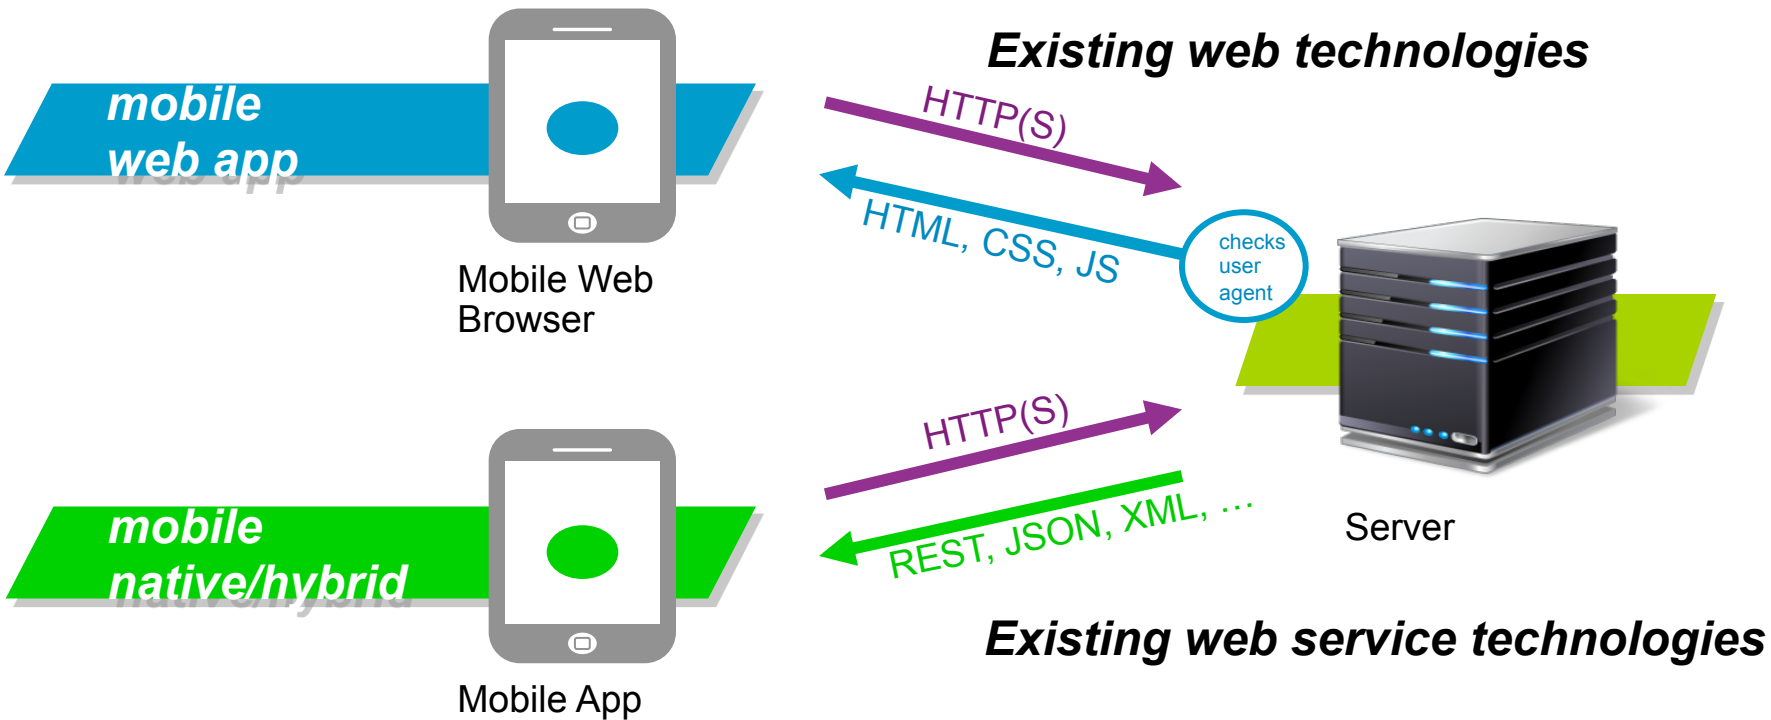 Existing web technologies
mobile
web app
HTTP(S)
HTML, CSS, JS
checks
user
agent
Mobile Web
Browser
HTTP(S)
REST, JSON, XML, …
mobile
native/hybrid
Server
Existing web service technologies
Mobile App